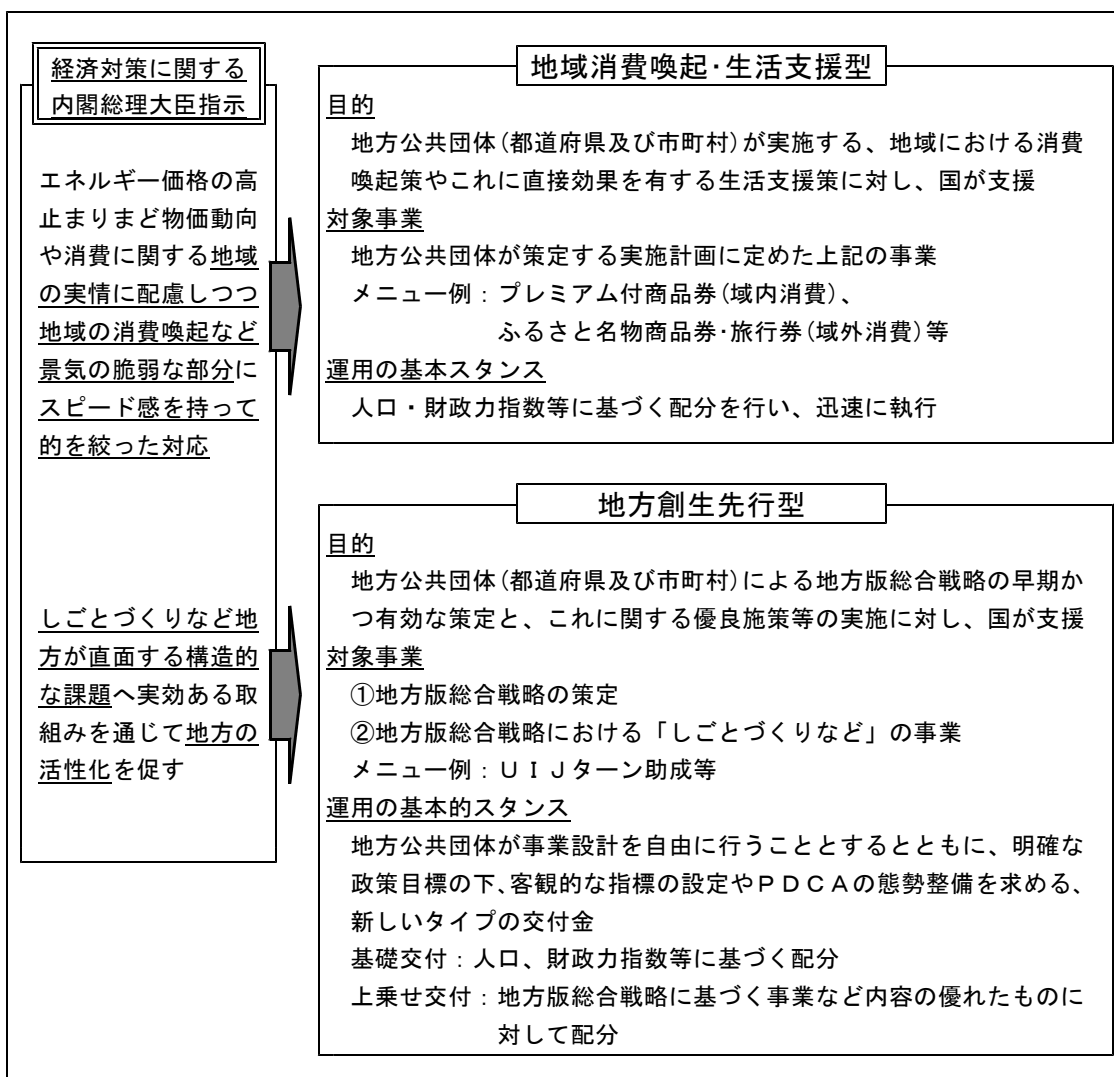 経済対策に関する
内閣総理大臣指示
エネルギー価格の高
止まりまど物価動向
や消費に関する地域
の実情に配慮しつつ
地域の消費喚起など
景気の脆弱な部分に
スピード感を持って
的を絞った対応
しごとづくりなど地
方が直面する構造的
な課題へ実効ある取
組みを通じて地方の
活性化を促す
地域消費喚起･生活支援型
目的
地方公共団体(都道府県及び市町村)が実施する、地域における消費
喚起策やこれに直接効果を有する生活支援策に対し、国が支援
対象事業
地方公共団体が策定する実施計画に定めた上記の事業
メニュー例：プレミアム付商品券(域内消費)、
ふるさと名物商品券･旅行券(域外消費)等
運用の基本スタンス
人口・財政力指数等に基づく配分を行い、迅速に執行
地方創生先行型
目的
地方公共団体(都道府県及び市町村)による地方版総合戦略の早期か
つ有効な策定と、これに関する優良施策等の実施に対し、国が支援
対象事業
①地方版総合戦略の策定
②地方版総合戦略における「しごとづくりなど」の事業
メニュー例：ＵＩＪターン助成等
運用の基本的スタンス
地方公共団体が事業設計を自由に行うこととするとともに、明確な
政策目標の下､客観的な指標の設定やＰＤＣＡの態勢整備を求める、
新しいタイプの交付金
基礎交付：人口、財政力指数等に基づく配分
上乗せ交付：地方版総合戦略に基づく事業など内容の優れたものに
対して配分